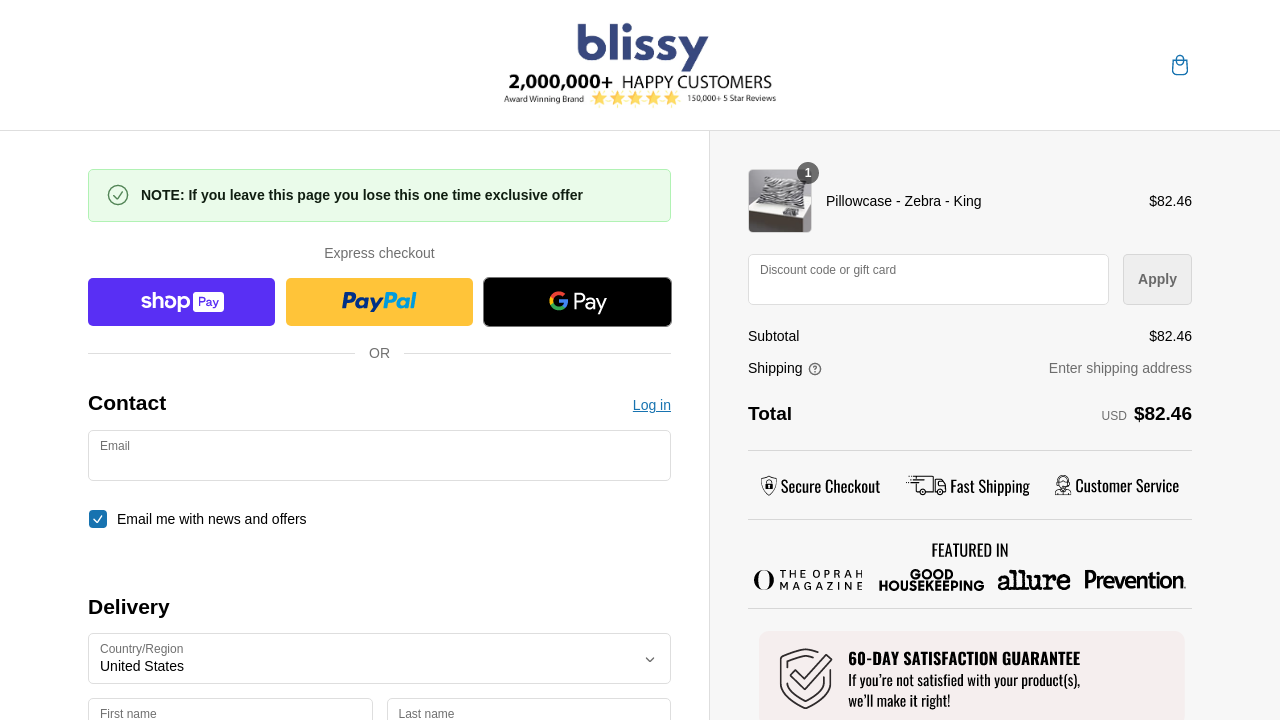 blissy
2,000,000+ HAPPY CUSTOMERS
Award Winning Brand 150,000+ 5 Star Reviews
NOTE: If you leave this page you lose this one time exclusive offer
Express checkout
shop Pay
PayPal
G Pay
OR
Contact
Log in
Email
Email me with news and offers
Delivery
Country/Region
United States
First name
Last name
1
Pillowcase - Zebra - King
$82.46
Discount code or gift card
Apply
Subtotal
$82.46
Shipping
Enter shipping address
Total
USD $82.46
Secure Checkout
Fast Shipping
Customer Service
FEATURED IN
O THE OPRAH
MAGAZINE
GOOD
HOUSEKEEPING
allure
Prevention
60-DAY SATISFACTION GUARANTEE
If you're not satisfied with your product(s),
we'll make it right!